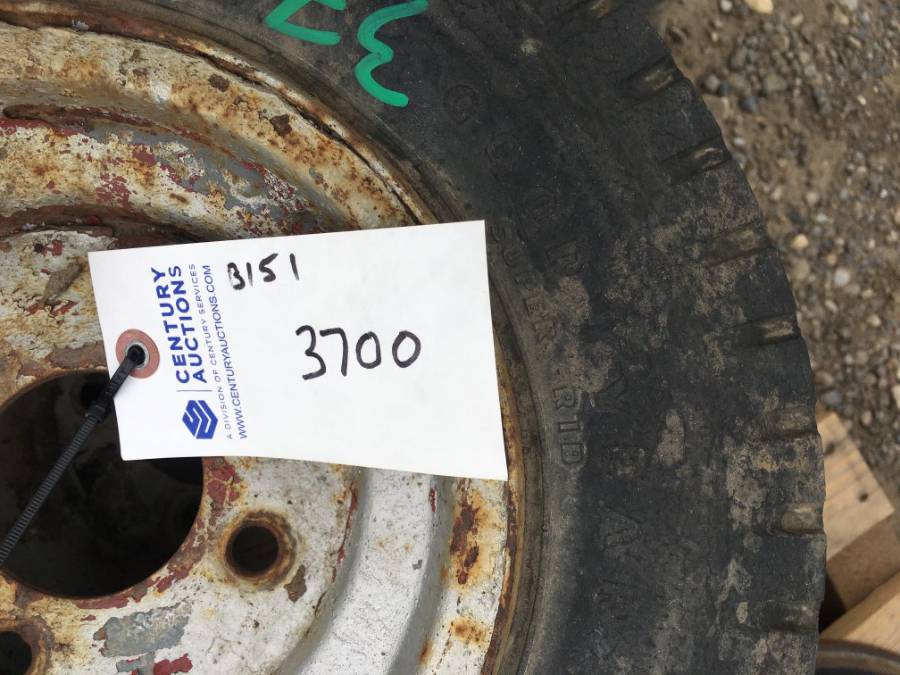 B151
3700
CENTURY
AUCTIONS
A DIVISION OF CENTURY SERVICES
WWW.CENTURYAUCTIONS.COM
GOODYEAR
SUPER RIB